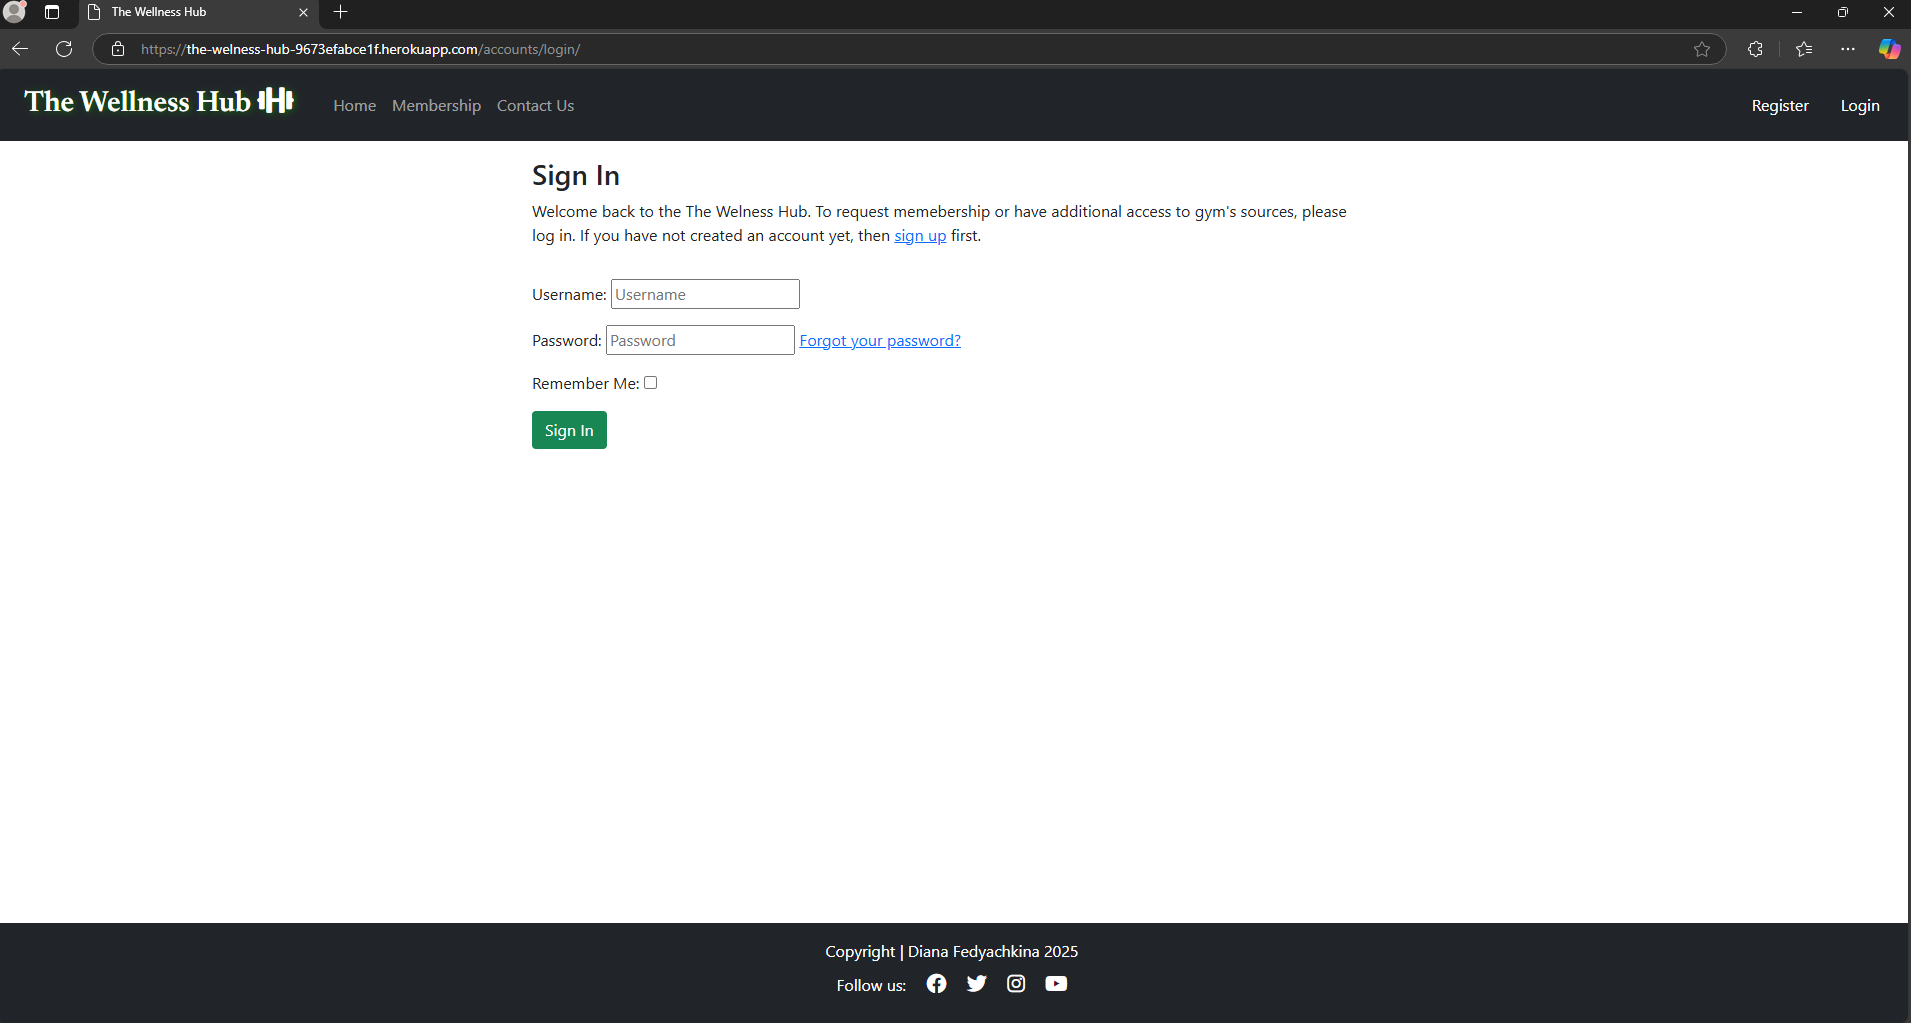 The Wellness Hub
https://the-welness-hub-9673efabce1f.herokuapp.com/accounts/login/
The Wellness Hub
Home Membership Contact Us
Register Login
Sign In
Welcome back to the The Welness Hub. To request memebership or have additional access to gym's sources, please
log in. If you have not created an account yet, then sign up first.
Username: Username
Password: Password Forgot your password?
Remember Me:
Sign In
Copyright | Diana Fedyachkina 2025
Follow us: